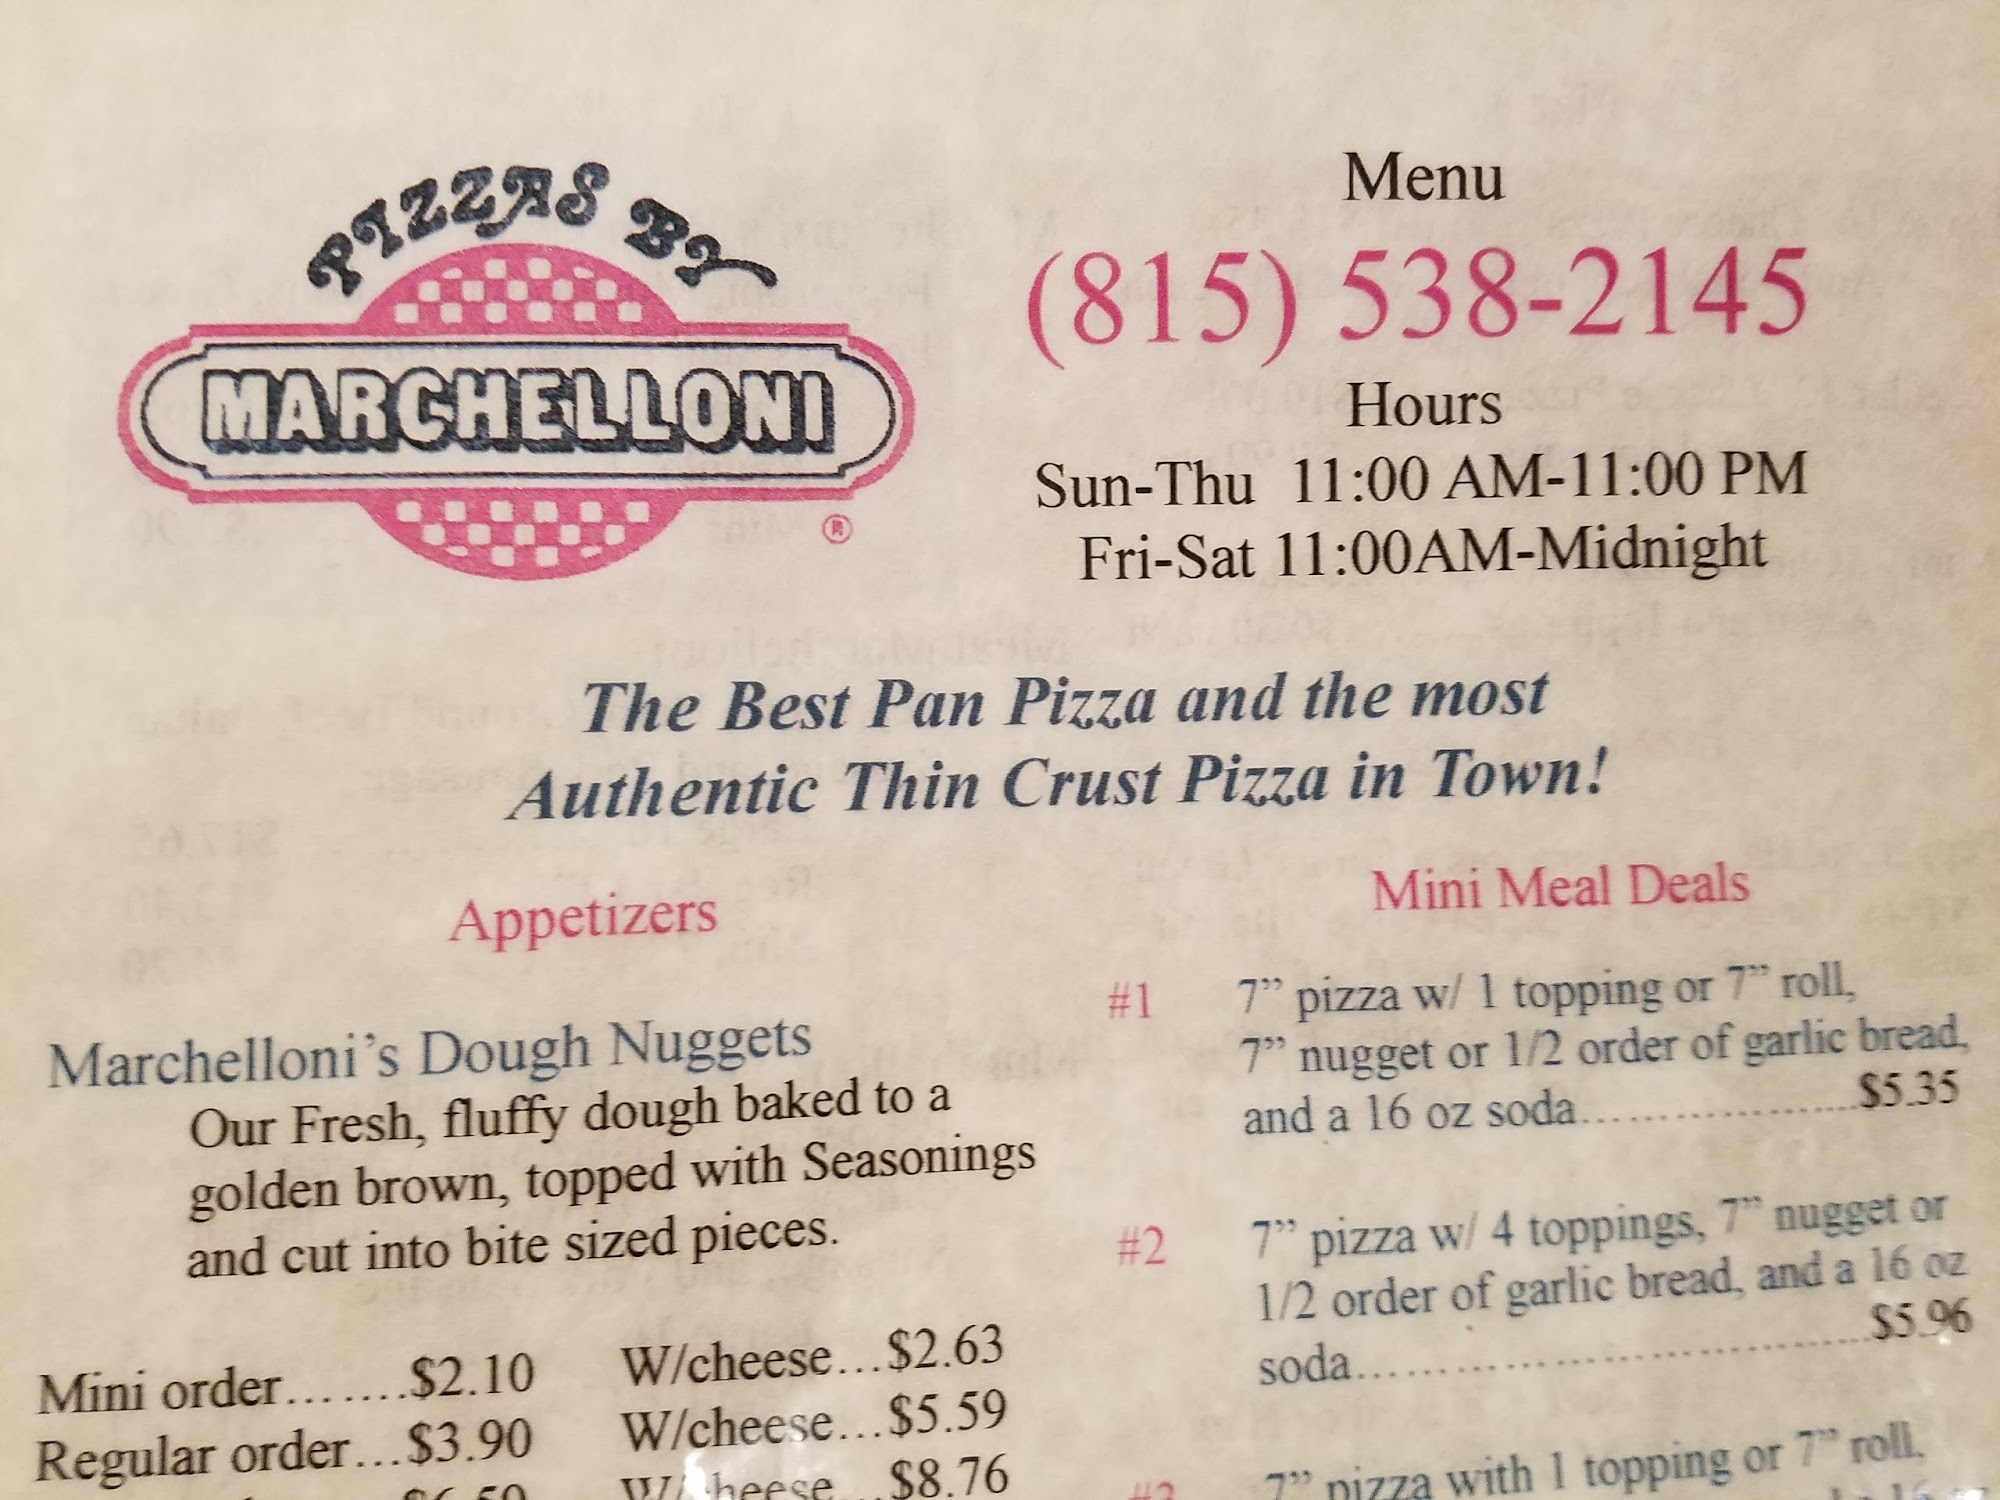 PIZZAS BY
MARCHELLONI
®
Menu
(815) 538-2145
Hours
Sun-Thu 11:00 AM-11:00 PM
Fri-Sat 11:00AM-Midnight
The Best Pan Pizza and the most
Authentic Thin Crust Pizza in Town!
Appetizers
Marchelloni's Dough Nuggets
Our Fresh, fluffy dough baked to a
golden brown, topped with Seasonings
and cut into bite sized pieces.
Mini order.......$2.10 W/cheese...$2.63
Regular order...$3.90 W/cheese...$5.59
$6.50 W/cheese...$8.76
Mini Meal Deals
#1 7” pizza w/ 1 topping or 7” roll,
7” nugget or 1/2 order of garlic bread,
and a 16 oz soda.....................$5.35
#2 7” pizza w/ 4 toppings, 7” nugget or
1/2 order of garlic bread, and a 16 oz
soda.......................................$5.96
#3 7” pizza with 1 topping or 7” roll,